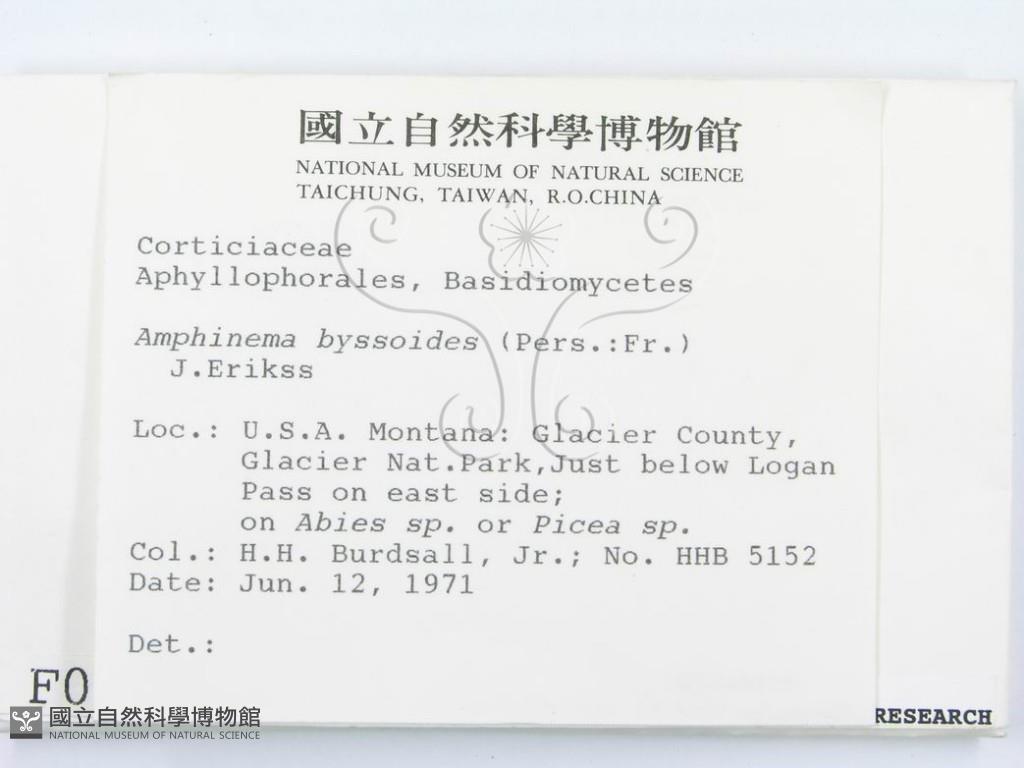 國立自然科學博物館
NATIONAL MUSEUM OF NATURAL SCIENCE
TAICHUNG, TAIWAN, R.O.CHINA
Corticiaceae
Aphyllophorales, Basidiomycetes
Amphinema byssoides (Pers.:Fr.)
J.Erikss
Loc.: U.S.A. Montana: Glacier County,
Glacier Nat.Park,Just below Logan
Pass on east side;
on Abies sp. or Picea sp.
Col.: H.H. Burdsall, Jr.; No. HHB 5152
Date: Jun. 12, 1971
Det.:
F0
RESEARCH
國立自然科學博物館
NATIONAL MUSEUM OF NATURAL SCIENCE